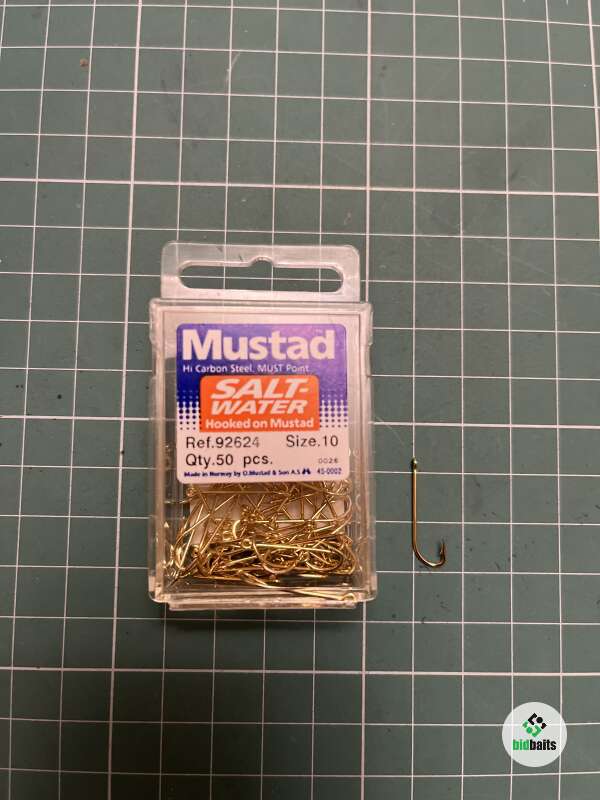 Mustad
Hi Carbon Steel, MUST Point
SALT-
WATER
Hooked on Mustad
Ref.92624 Size.10
Qty.50 pcs. 0026
Made in Norway by O.Mustad & Son A.S 4S-0002
bidbaits